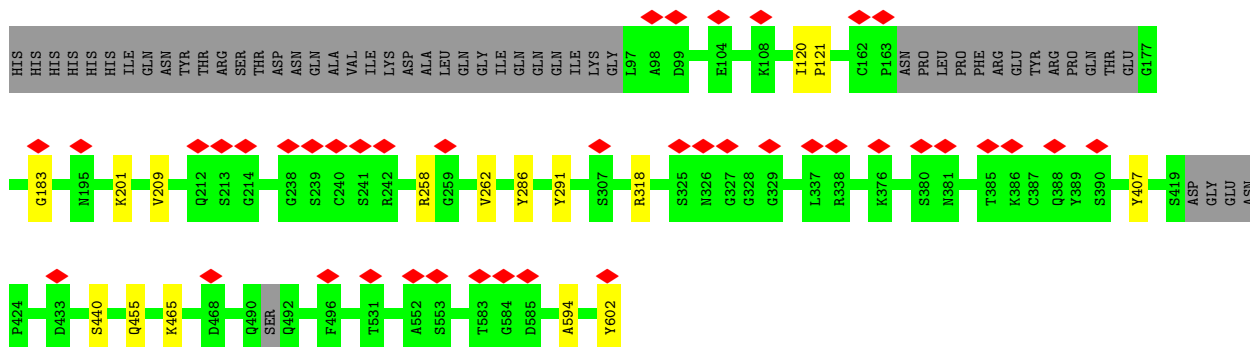 HIS HIS HIS HIS HIS HIS ILE GLN ASN TYR THR ARG SER THR ASP ASN GLN ALA VAL ILE LYS ASP ALA LEU GLN GLY ILE GLN GLN GLN ILE LYS GLY L97 A98 D99 E104 K108 I120 P121 C162 P163 ASN PRO LEU PRO PHE ARG GLU TYR ARG PRO GLN THR GLU G177
G183 N195 K201 V209 Q212 S213 G214 G238 S239 C240 S241 R242 R258 G259 V262 Y286 Y291 S307 R318 S325 N326 G327 G328 G329 L337 R338 K376 S380 N381 T385 K386 C387 Q388 Y389 S390 Y407 S419 ASP GLY GLU ASN
P424 D433 S440 Q455 K465 D468 Q490 SER Q492 F496 T531 A552 S553 T583 G584 D585 A594 Y602